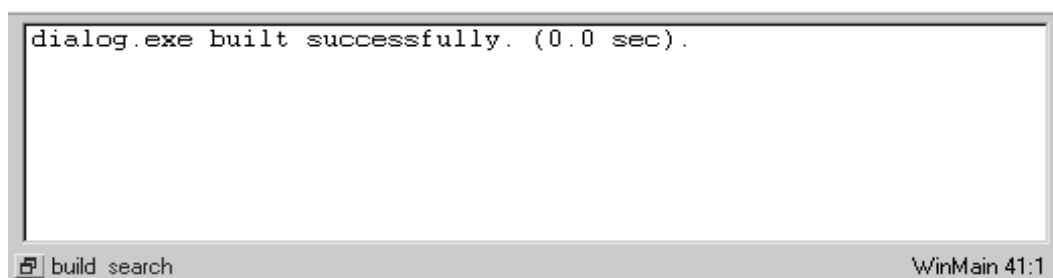 dialog.exe built successfully. (0.0 sec).
build search WinMain 41:1